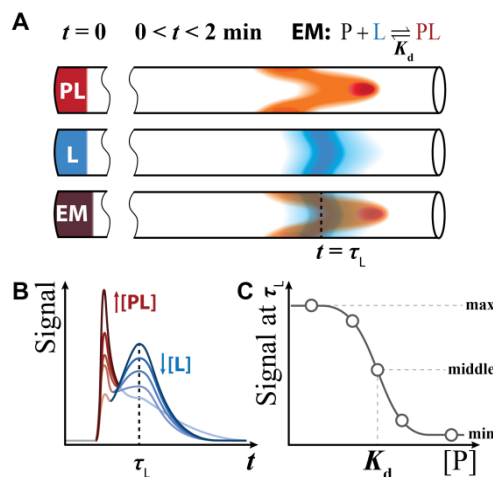 A
t = 0 0 < t < 2 min EM: P + L ⇌ PL
K_d
PL
L
EM
t = τ_L
B
Signal
↑[PL]
↓[L]
τ_L
t
C
Signal at τ_L
max
middle
min
K_d
[P]